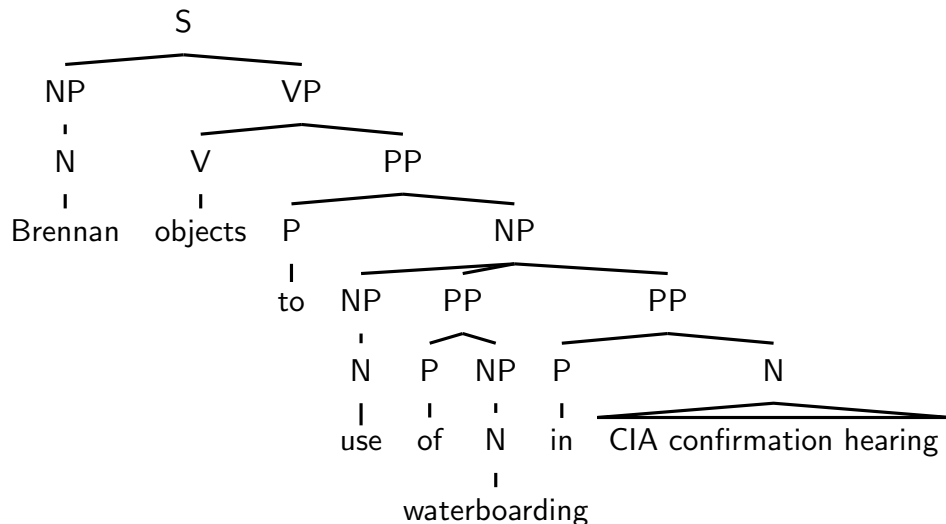 S
NP VP
N V PP
Brennan objects P NP
to NP PP PP
N P NP P N
use of N in CIA confirmation hearing
waterboarding